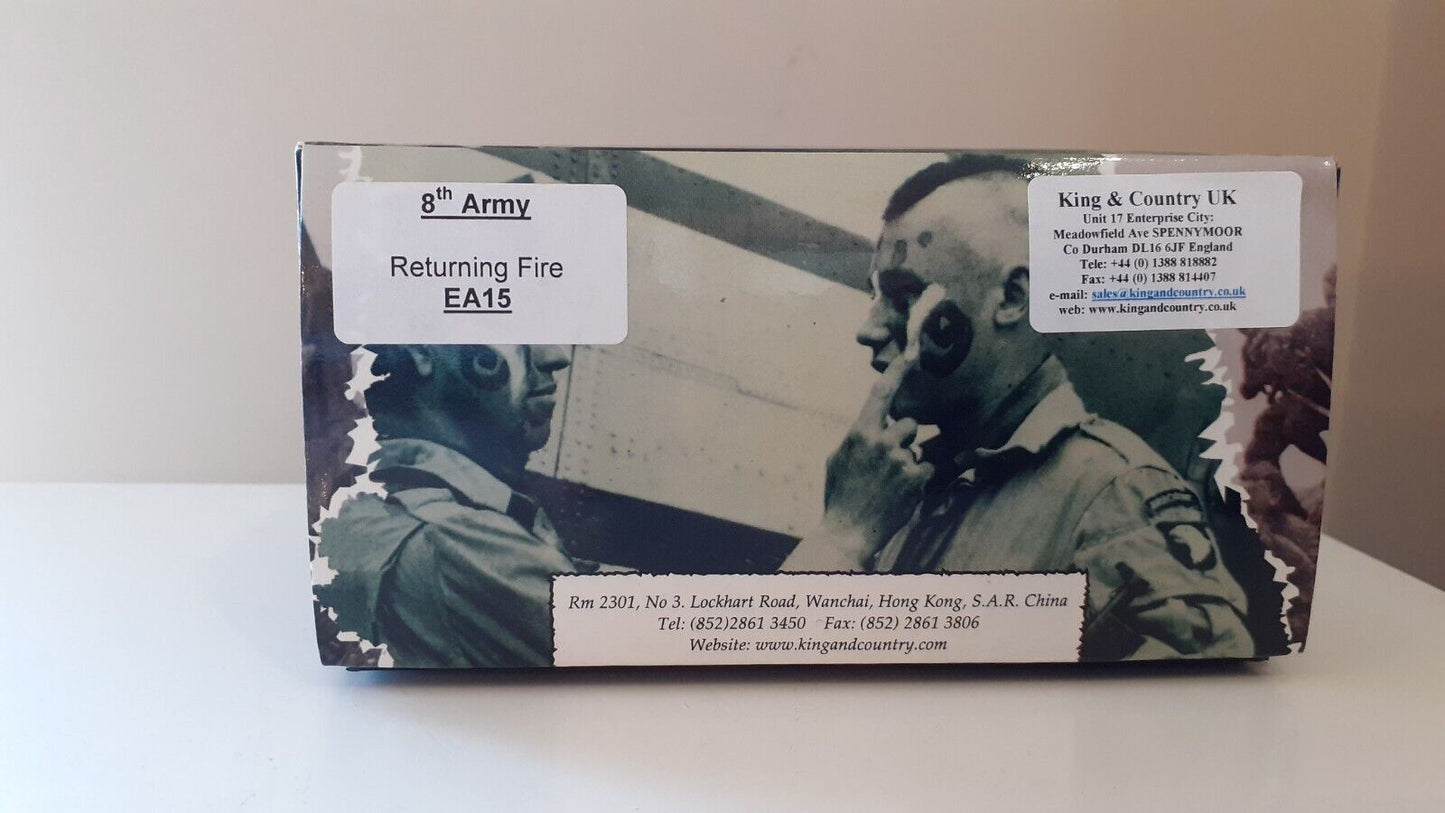 8th Army
Returning Fire
EA15
King & Country UK
Unit 17 Enterprise City:
Meadowfield Ave SPENNYMOOR
Co Durham DL16 6JF England
Tele: +44 (0) 1388 818882
Fax: +44 (0) 1388 814407
e-mail: sales@kingandcountry.co.uk
web: www.kingandcountry.co.uk
Rm 2301, No 3. Lockhart Road, Wanchai, Hong Kong, S.A.R. China
Tel: (852)2861 3450 Fax: (852) 2861 3806
Website: www.kingandcountry.com